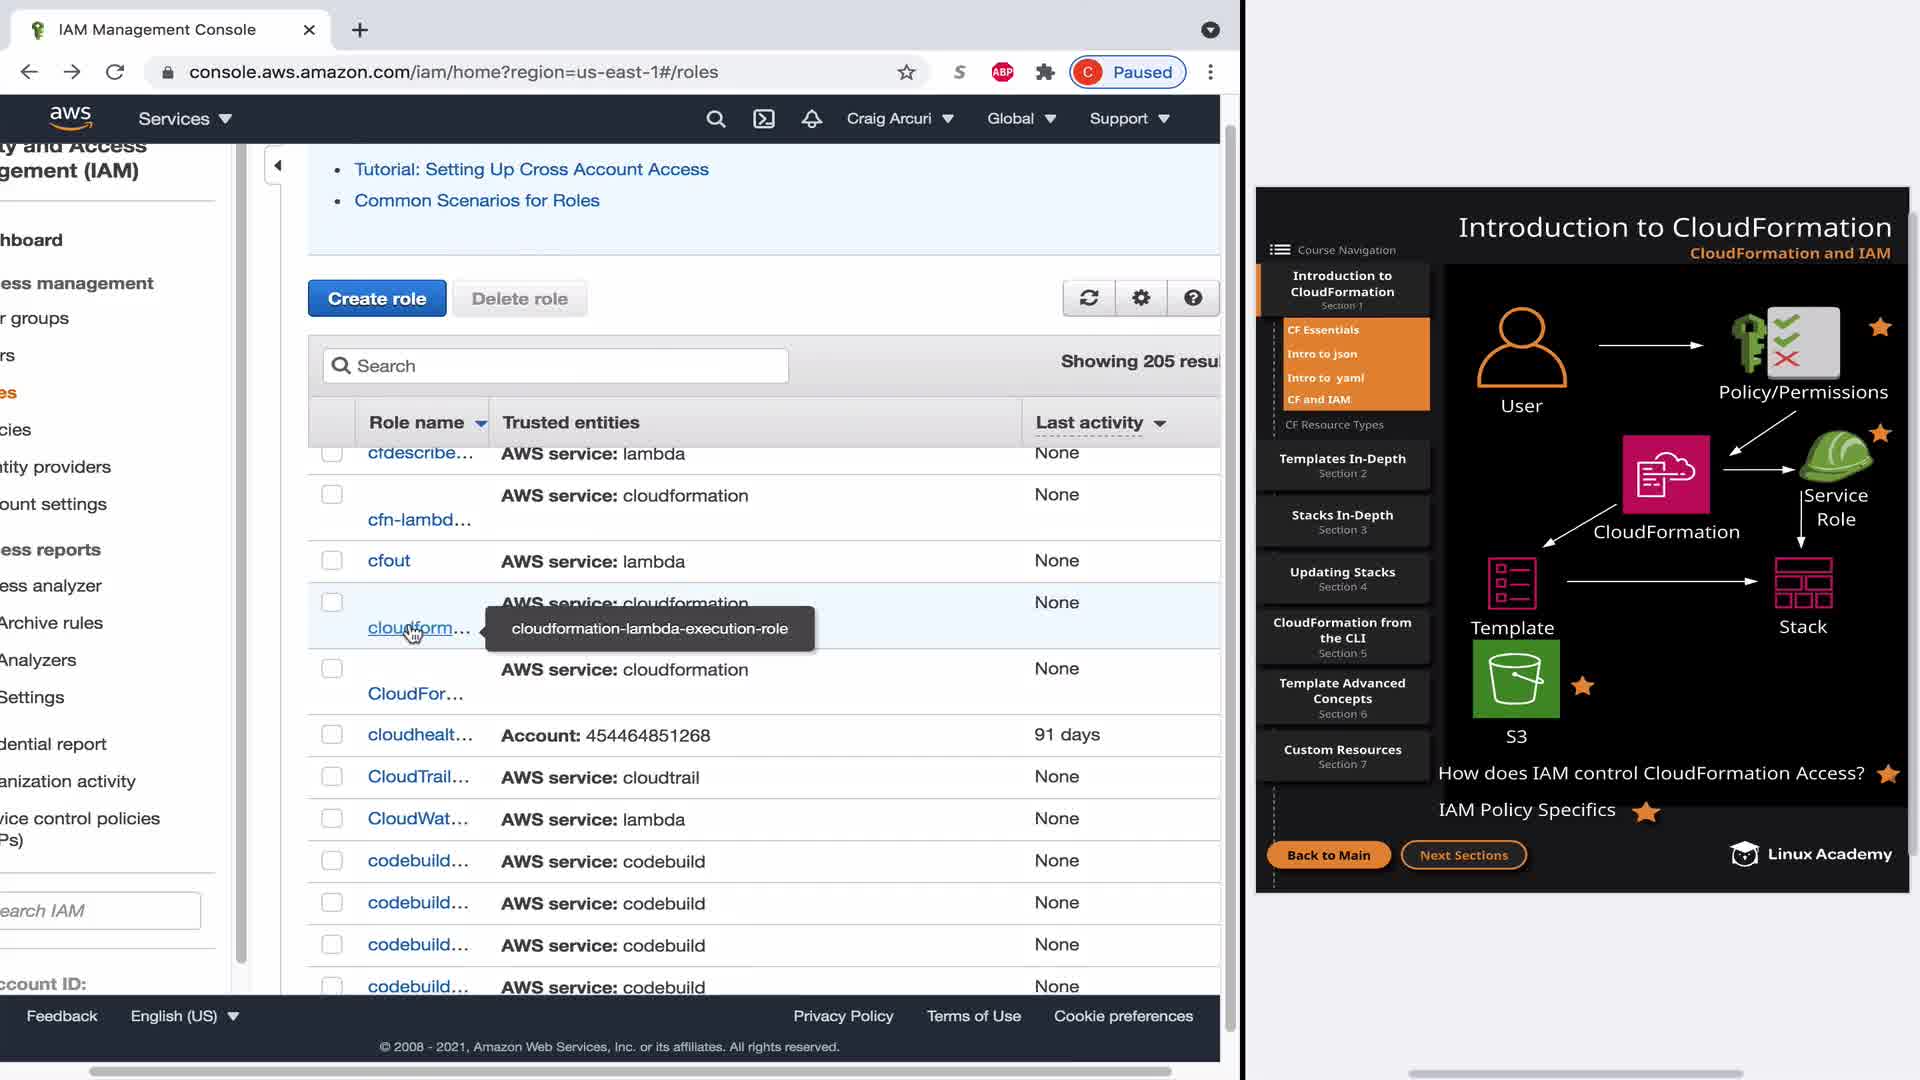 IAM Management Console
console.aws.amazon.com/iam/home?region=us-east-1#/roles
S
ABP
C
Paused
aws
Services
Craig Arcuri
Global
Support
ty and Access
gement (IAM)
hboard
ess management
r groups
rs
es
cies
ntity providers
ount settings
ess reports
ess analyzer
Archive rules
Analyzers
Settings
dential report
anization activity
vice control policies
Ps)
earch IAM
ccount ID:
Tutorial: Setting Up Cross Account Access
Common Scenarios for Roles
Create role
Delete role
Search
Showing 205 resul
Role name
Trusted entities
Last activity
cfdescribe...
AWS service: lambda
None
AWS service: cloudformation
None
cfn-lambd...
cfout
AWS service: lambda
None
AWS service: cloudformation
None
cloudform...
cloudformation-lambda-execution-role
AWS service: cloudformation
None
CloudFor...
cloudhealt...
Account: 454464851268
91 days
CloudTrail...
AWS service: cloudtrail
None
CloudWat...
AWS service: lambda
None
codebuild...
AWS service: codebuild
None
codebuild...
AWS service: codebuild
None
codebuild...
AWS service: codebuild
None
codebuild...
AWS service: codebuild
None
Feedback
English (US)
Privacy Policy
Terms of Use
Cookie preferences
© 2008 - 2021, Amazon Web Services, Inc. or its affiliates. All rights reserved.
Introduction to CloudFormation
CloudFormation and IAM
Course Navigation
Introduction to
CloudFormation
Section 1
CF Essentials
Intro to json
Intro to yaml
CF and IAM
CF Resource Types
Templates In-Depth
Section 2
Stacks In-Depth
Section 3
Updating Stacks
Section 4
CloudFormation from
the CLI
Section 5
Template Advanced
Concepts
Section 6
Custom Resources
Section 7
User
Policy/Permissions
CloudFormation
Service
Role
Template
Stack
S3
How does IAM control CloudFormation Access?
IAM Policy Specifics
Back to Main
Next Sections
Linux Academy